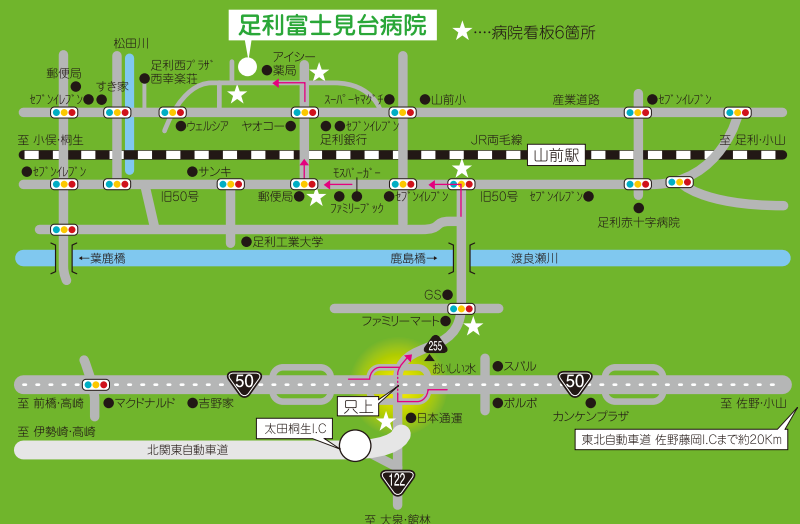 足利富士見台病院
★····病院看板6箇所
松田川
アイシー
薬局
足利西プラザ
西幸楽荘
郵便局
すき家
セブンイレブン
スーパーヤマグチ
山前小
産業道路
セブンイレブン
ウェルシア
ヤオコー
セブンイレブン
足利銀行
至 小俣・桐生
JR両毛線
至 足利・小山
山前駅
セブンイレブン
サンキ
モスバーガー
旧50号
郵便局
ファミリーブック
セブンイレブン
旧50号
セブンイレブン
足利赤十字病院
足利工業大学
←葉鹿橋
鹿島橋→
渡良瀬川
GS
ファミリーマート
255
おいしい水
スバル
50
50
至 前橋・高崎
マクドナルド
吉野家
只上
日本通運
ボルボ
カンケンプラザ
至 佐野・小山
至 伊勢崎・高崎
太田桐生I.C
北関東自動車道
東北自動車道 佐野藤岡I.Cまで約20Km
122
至 大泉・館林